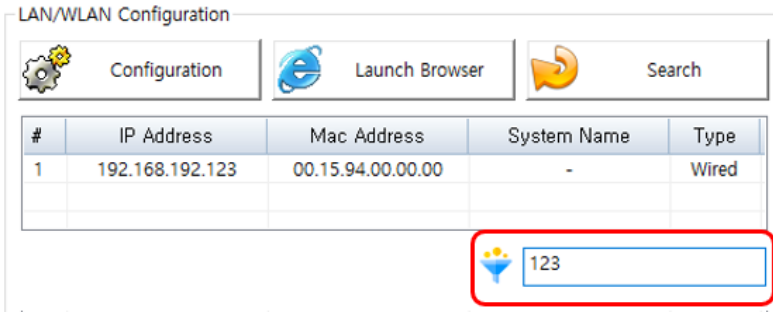 LAN/WLAN Configuration
Configuration Launch Browser Search
# IP Address Mac Address System Name Type
1 192.168.192.123 00.15.94.00.00.00 - Wired
123